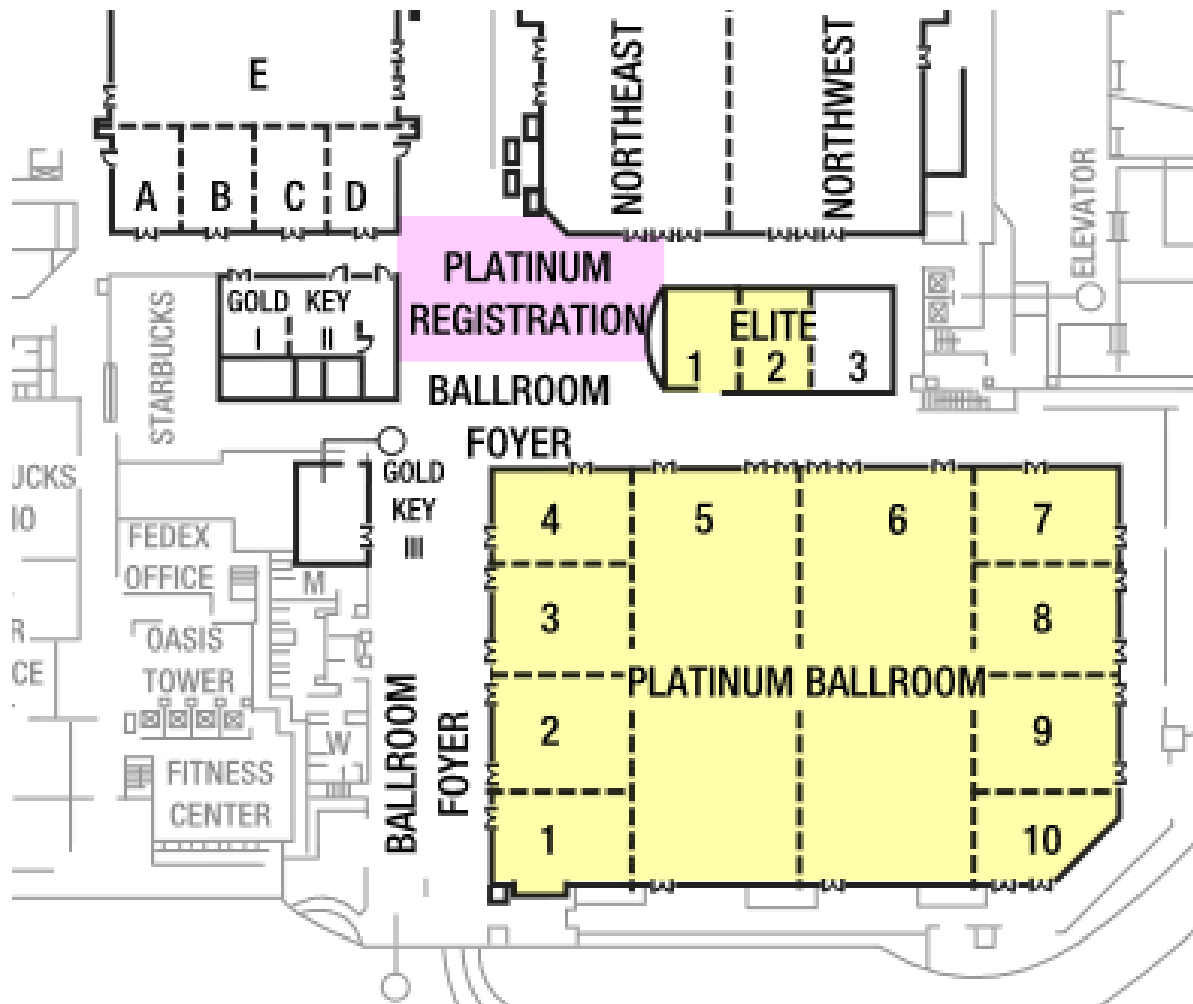 E
NORTHEAST
NORTHWEST
A B C D
ELEVATOR
PLATINUM
REGISTRATION
GOLD KEY
I II
STARBUCKS
ELITE
1 2 3
BALLROOM
FOYER
GOLD
KEY
III
UCKS
IO
FEDEX
OFFICE
M
OASIS
TOWER
R
CE
W
FITNESS
CENTER
BALLROOM
FOYER
4 5 6 7
3 8
PLATINUM BALLROOM
2 9
1 10